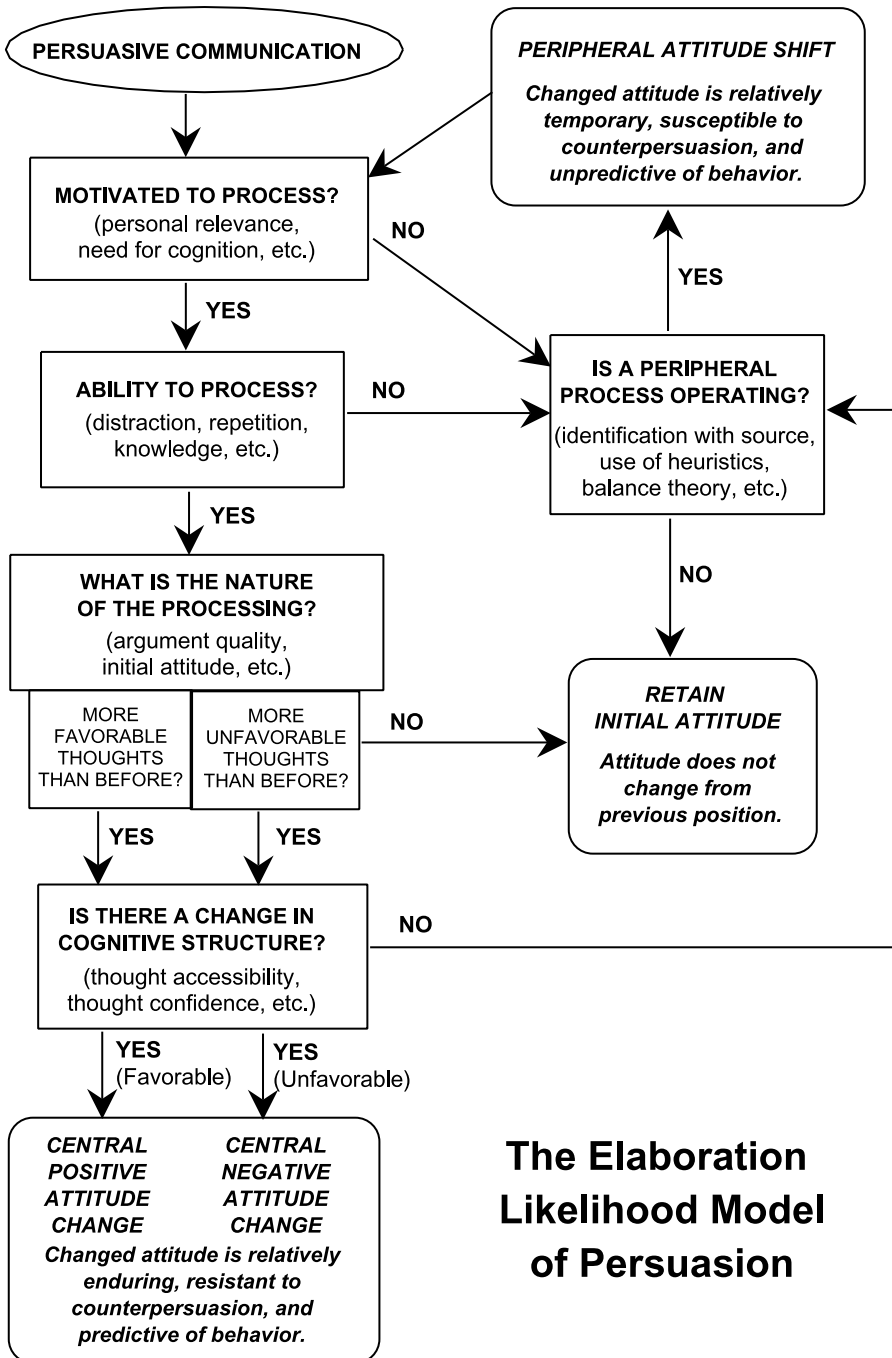 PERSUASIVE COMMUNICATION
PERIPHERAL ATTITUDE SHIFT
Changed attitude is relatively
temporary, susceptible to
counterpersuasion, and
unpredictive of behavior.
MOTIVATED TO PROCESS?
(personal relevance,
need for cognition, etc.)
NO
YES
YES
ABILITY TO PROCESS?
(distraction, repetition,
knowledge, etc.)
NO
IS A PERIPHERAL
PROCESS OPERATING?
(identification with source,
use of heuristics,
balance theory, etc.)
YES
NO
WHAT IS THE NATURE
OF THE PROCESSING?
(argument quality,
initial attitude, etc.)
MORE
FAVORABLE
THOUGHTS
THAN BEFORE?
MORE
UNFAVORABLE
THOUGHTS
THAN BEFORE?
NO
RETAIN
INITIAL ATTITUDE
Attitude does not
change from
previous position.
YES
YES
IS THERE A CHANGE IN
COGNITIVE STRUCTURE?
(thought accessibility,
thought confidence, etc.)
NO
YES
(Favorable)
YES
(Unfavorable)
CENTRAL
POSITIVE
ATTITUDE
CHANGE
CENTRAL
NEGATIVE
ATTITUDE
CHANGE
Changed attitude is relatively
enduring, resistant to
counterpersuasion, and
predictive of behavior.
The Elaboration
Likelihood Model
of Persuasion